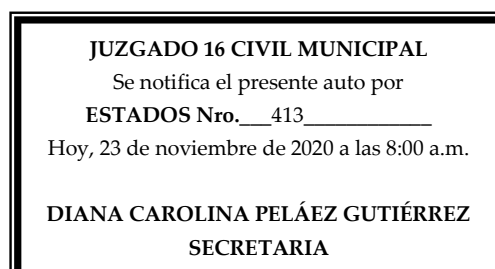 JUZGADO 16 CIVIL MUNICIPAL
Se notifica el presente auto por
ESTADOS Nro.___413____________
Hoy, 23 de noviembre de 2020 a las 8:00 a.m.
DIANA CAROLINA PELÁEZ GUTIÉRREZ
SECRETARIA